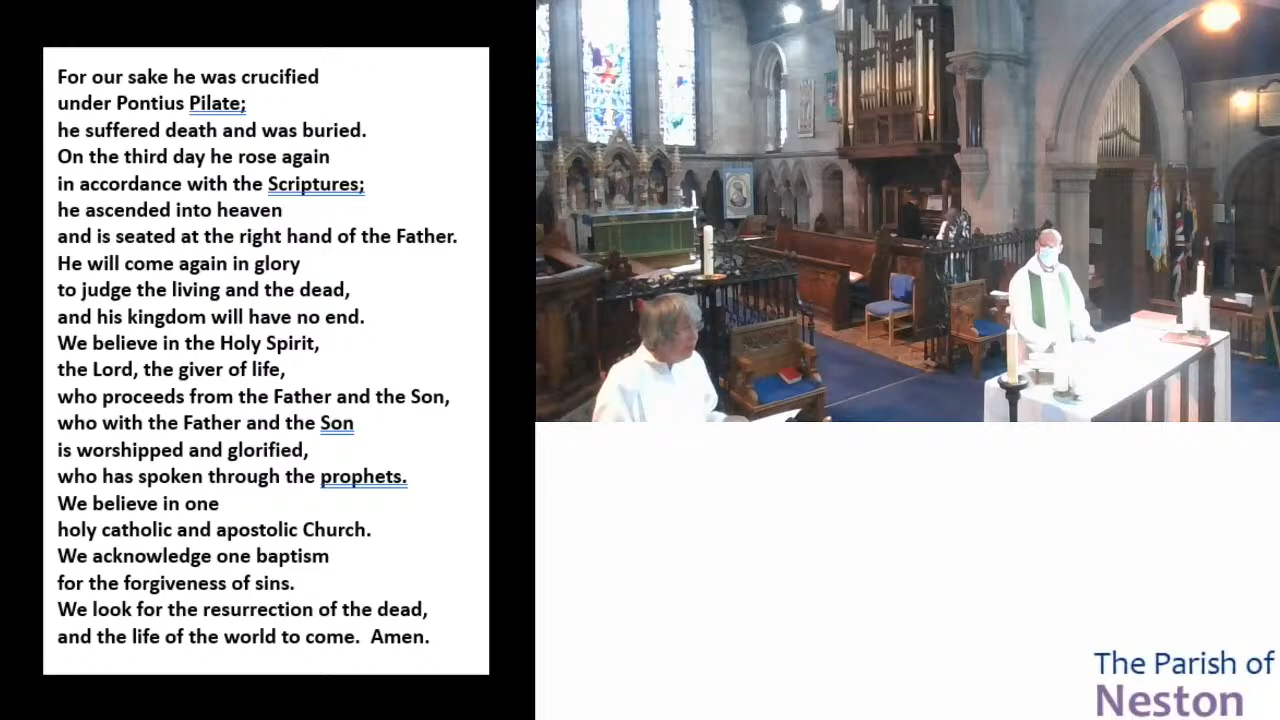 For our sake he was crucified
under Pontius Pilate;
he suffered death and was buried.
On the third day he rose again
in accordance with the Scriptures;
he ascended into heaven
and is seated at the right hand of the Father.
He will come again in glory
to judge the living and the dead,
and his kingdom will have no end.
We believe in the Holy Spirit,
the Lord, the giver of life,
who proceeds from the Father and the Son,
who with the Father and the Son
is worshipped and glorified,
who has spoken through the prophets.
We believe in one
holy catholic and apostolic Church.
We acknowledge one baptism
for the forgiveness of sins.
We look for the resurrection of the dead,
and the life of the world to come.  Amen.
The Parish of
Neston